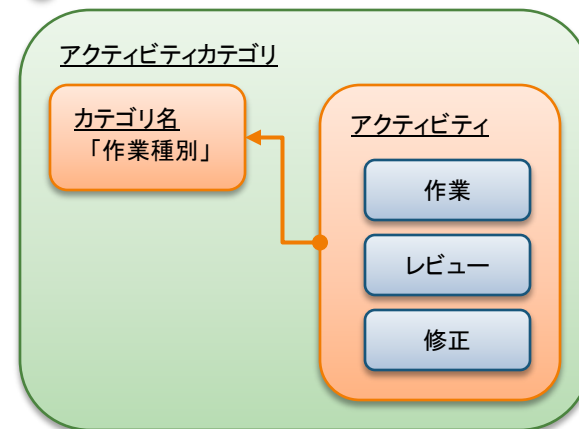 アクティビティカテゴリ
カテゴリ名
「作業種別」
アクティビティ
作業
レビュー
修正